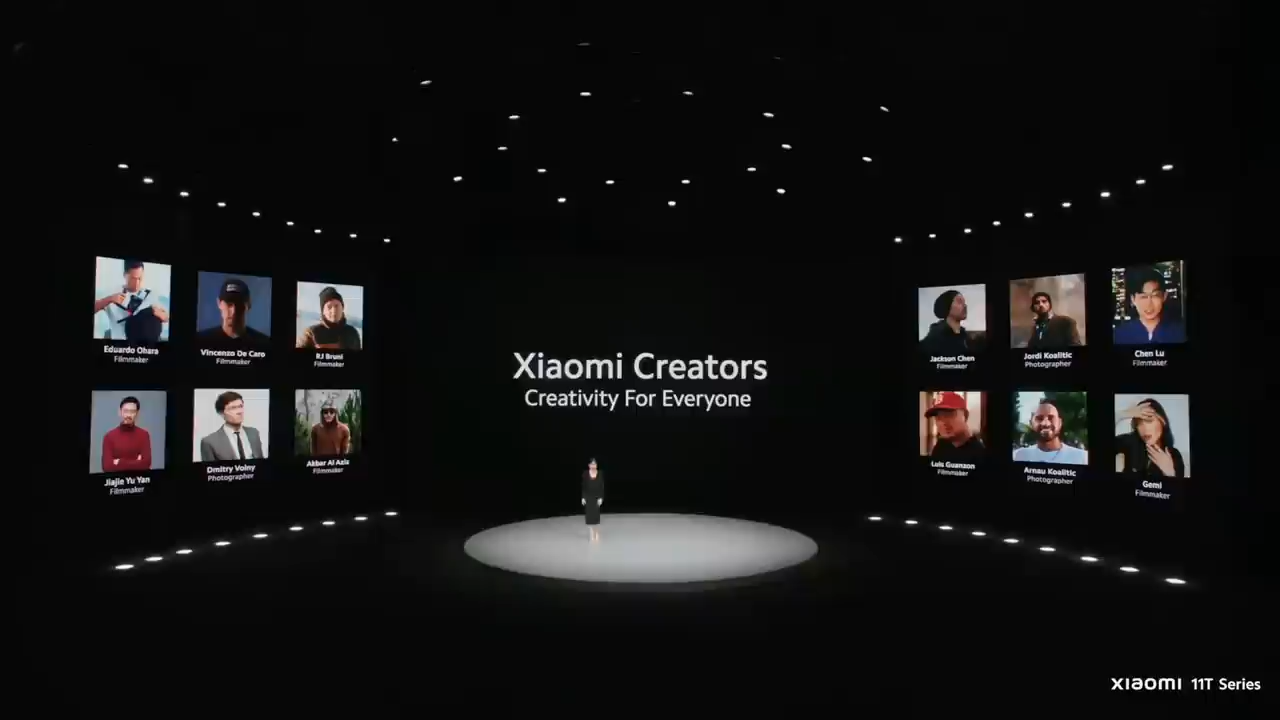 Xiaomi Creators
Creativity For Everyone
Eduardo Ohara
Filmmaker
Vincenzo De Caro
Filmmaker
RJ Bruni
Filmmaker
Jiajie Yu Yan
Filmmaker
Dmitry Volny
Photographer
Akbar Al Aziz
Filmmaker
Jackson Chen
Filmmaker
Jordi Koalitic
Photographer
Chen Lu
Filmmaker
Luis Guanzon
Filmmaker
Arnau Koalitic
Photographer
Gemi
Filmmaker
xiaomi 11T Series